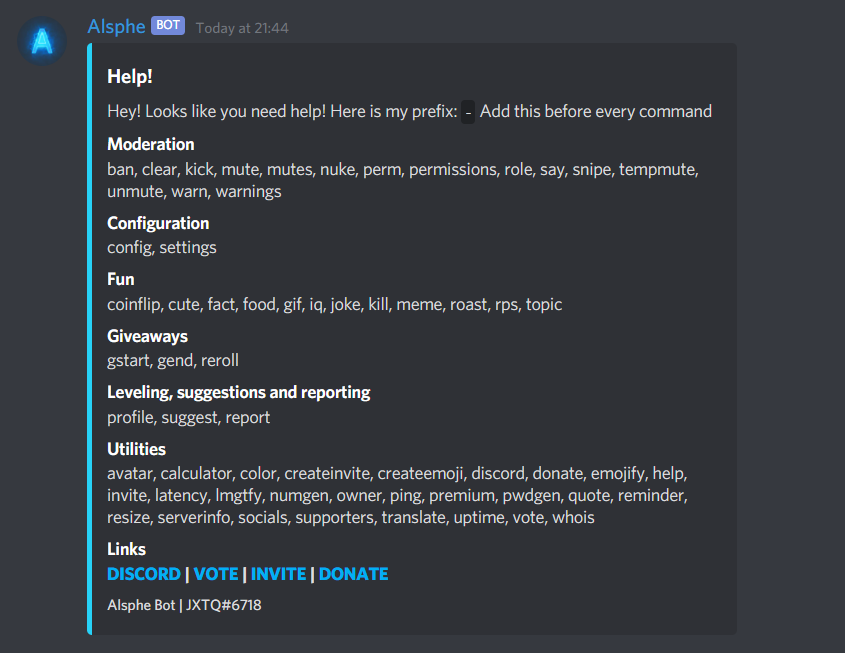 Alsphe BOT Today at 21:44
Help!
Hey! Looks like you need help! Here is my prefix: - Add this before every command
Moderation
ban, clear, kick, mute, mutes, nuke, perm, permissions, role, say, snipe, tempmute,
unmute, warn, warnings
Configuration
config, settings
Fun
coinflip, cute, fact, food, gif, iq, joke, kill, meme, roast, rps, topic
Giveaways
gstart, gend, reroll
Leveling, suggestions and reporting
profile, suggest, report
Utilities
avatar, calculator, color, createinvite, createemoji, discord, donate, emojify, help,
invite, latency, lmgtfy, numgen, owner, ping, premium, pwdgen, quote, reminder,
resize, serverinfo, socials, supporters, translate, uptime, vote, whois
Links
DISCORD | VOTE | INVITE | DONATE
Alsphe Bot | JXTQ#6718